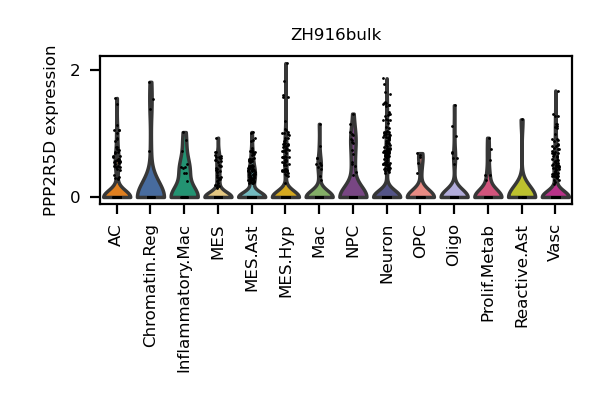 ZH916bulk
PPP2R5D expression
2
0
AC
Chromatin.Reg
Inflammatory.Mac
MES
MES.Ast
MES.Hyp
Mac
NPC
Neuron
OPC
Oligo
Prolif.Metab
Reactive.Ast
Vasc